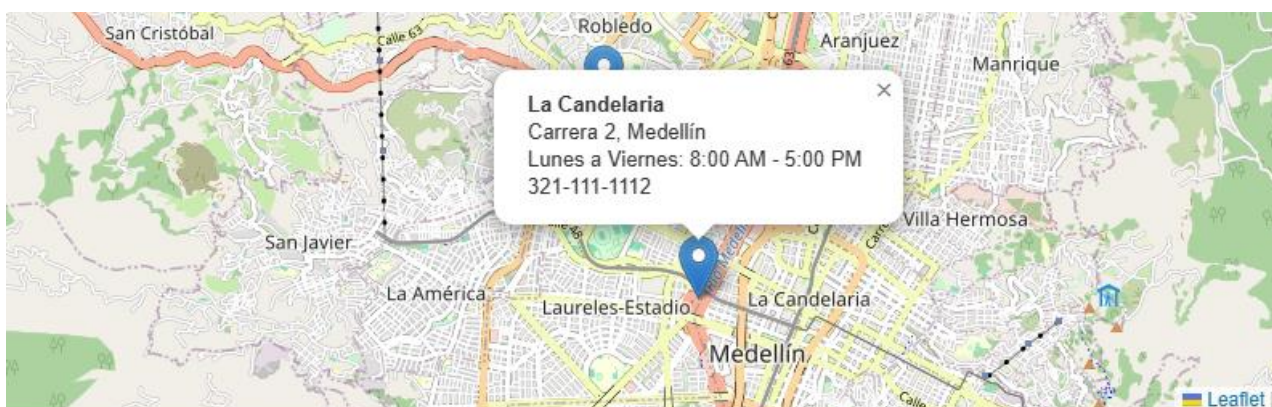 San Cristóbal
Calle 63
Robledo
Aranjuez
Manrique
×
La Candelaria
Carrera 2, Medellín
Lunes a Viernes: 8:00 AM - 5:00 PM
321-111-1112
Villa Hermosa
San Javier
La América
Laureles-Estadio
La Candelaria
Medellín
Calle
Leaflet